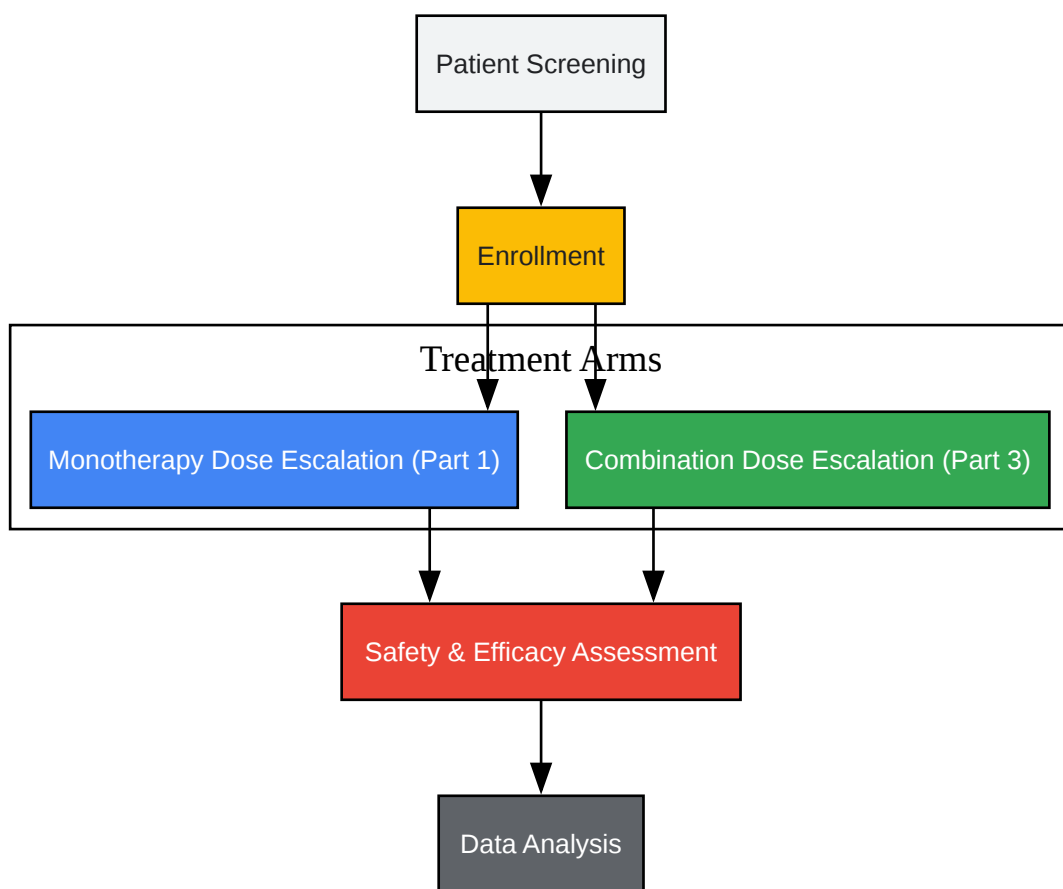 Patient Screening
Enrollment
Treatment Arms
Monotherapy Dose Escalation (Part 1)
Combination Dose Escalation (Part 3)
Safety & Efficacy Assessment
Data Analysis